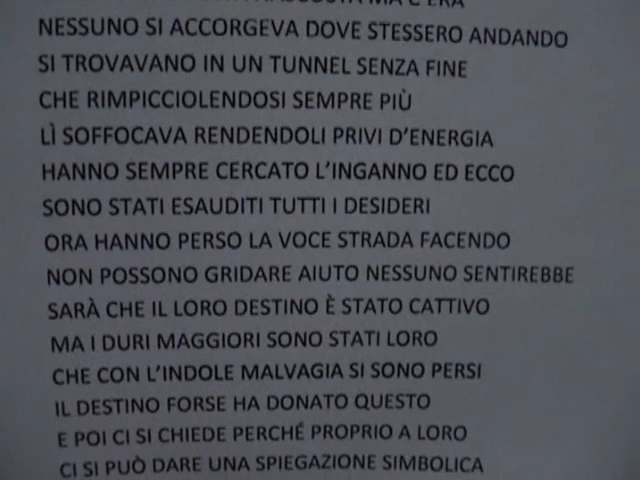 MA C'ERA
NESSUNO SI ACCORGEVA DOVE STESSERO ANDANDO
SI TROVAVANO IN UN TUNNEL SENZA FINE
CHE RIMPICCIOLENDOSI SEMPRE PIÙ
LÌ SOFFOCAVA RENDENDOLI PRIVI D'ENERGIA
HANNO SEMPRE CERCATO L'INGANNO ED ECCO
SONO STATI ESAUDITI TUTTI I DESIDERI
ORA HANNO PERSO LA VOCE STRADA FACENDO
NON POSSONO GRIDARE AIUTO NESSUNO SENTIREBBE
SARÀ CHE IL LORO DESTINO È STATO CATTIVO
MA I DURI MAGGIORI SONO STATI LORO
CHE CON L'INDOLE MALVAGIA SI SONO PERSI
IL DESTINO FORSE HA DONATO QUESTO
E POI CI SI CHIEDE PERCHÉ PROPRIO A LORO
CI SI PUÒ DARE UNA SPIEGAZIONE SIMBOLICA